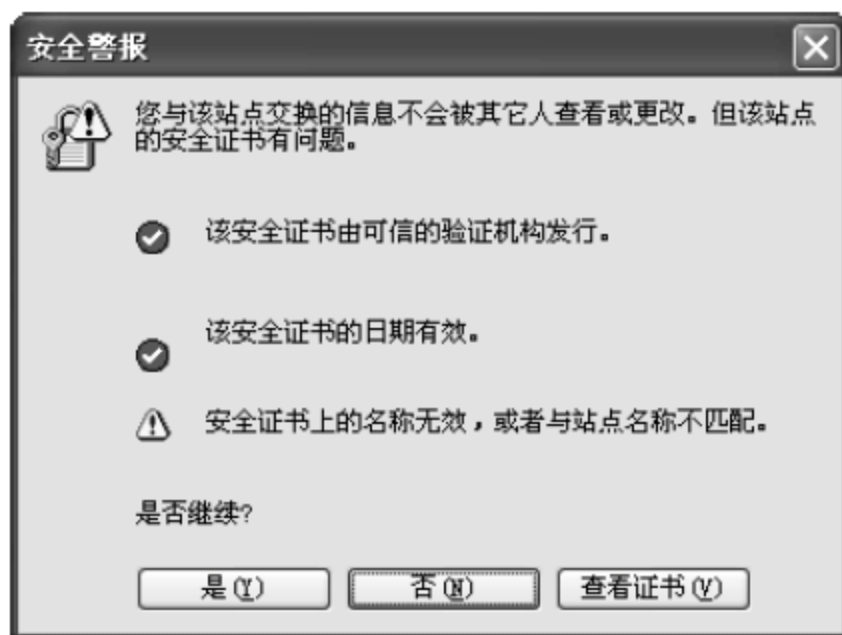 安全警报
您与该站点交换的信息不会被其它人查看或更改。但该站点
的安全证书有问题。
该安全证书由可信的验证机构发行。
该安全证书的日期有效。
安全证书上的名称无效，或者与站点名称不匹配。
是否继续?
是(Y) 否(N) 查看证书(V)